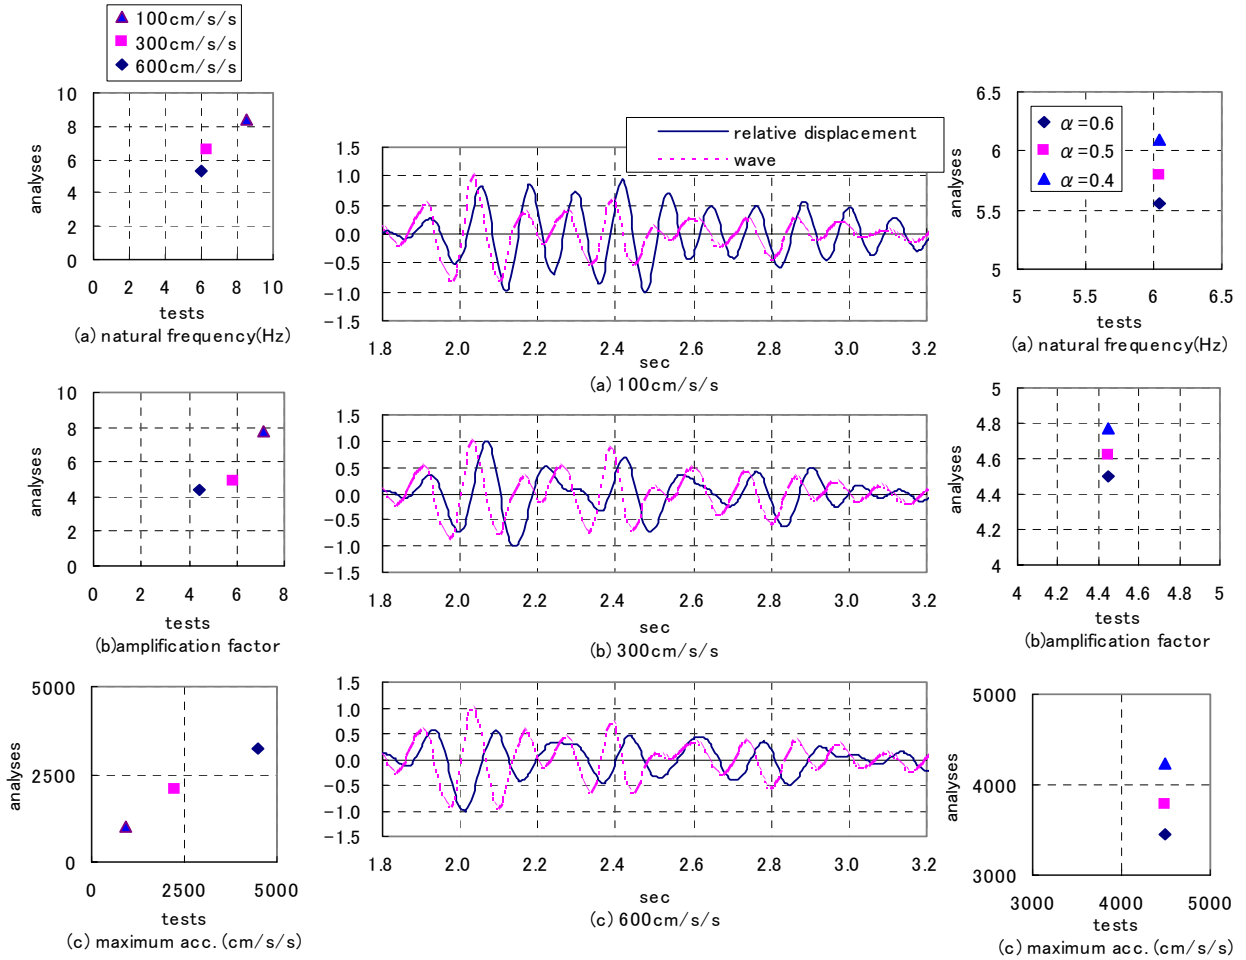 100cm/s/s
300cm/s/s
600cm/s/s
10
8
6
4
2
0
analyses
0 2 4 6 8 10
tests
(a) natural frequency(Hz)
10
8
6
4
2
0
analyses
0 1 2 4 6 7 8
tests
(b)amplification factor
5000
2500
0
analyses
0 2500 5000
tests
(c) maximum acc. (cm/s/s)
relative displacement
wave
1.5
1.0
0.5
0.0
-0.5
-1.0
-1.5
1.8 2.0 2.2 2.4 2.6 2.8 3.0 3.2
sec
(a) 100cm/s/s
1.5
1.0
0.5
0.0
-0.5
-1.0
-1.5
1.8 2.0 2.2 2.4 2.6 2.8 3.0 3.2
sec
(b) 300cm/s/s
1.5
1.0
0.5
0.0
-0.5
-1.0
-1.5
1.8 2.0 2.2 2.4 2.6 2.8 3.0 3.2
sec
(c) 600cm/s/s
6.5
6
5.5
5
analyses
α=0.6
α=0.5
α=0.4
5 5.5 6 6.5
tests
(a) natural frequency(Hz)
5
4.8
4.6
4.4
4.2
4
analyses
4 4.2 4.4 4.6 4.8 5
tests
(b)amplification factor
5000
4000
3000
analyses
3000 4000 5000
tests
(c) maximum acc. (cm/s/s)